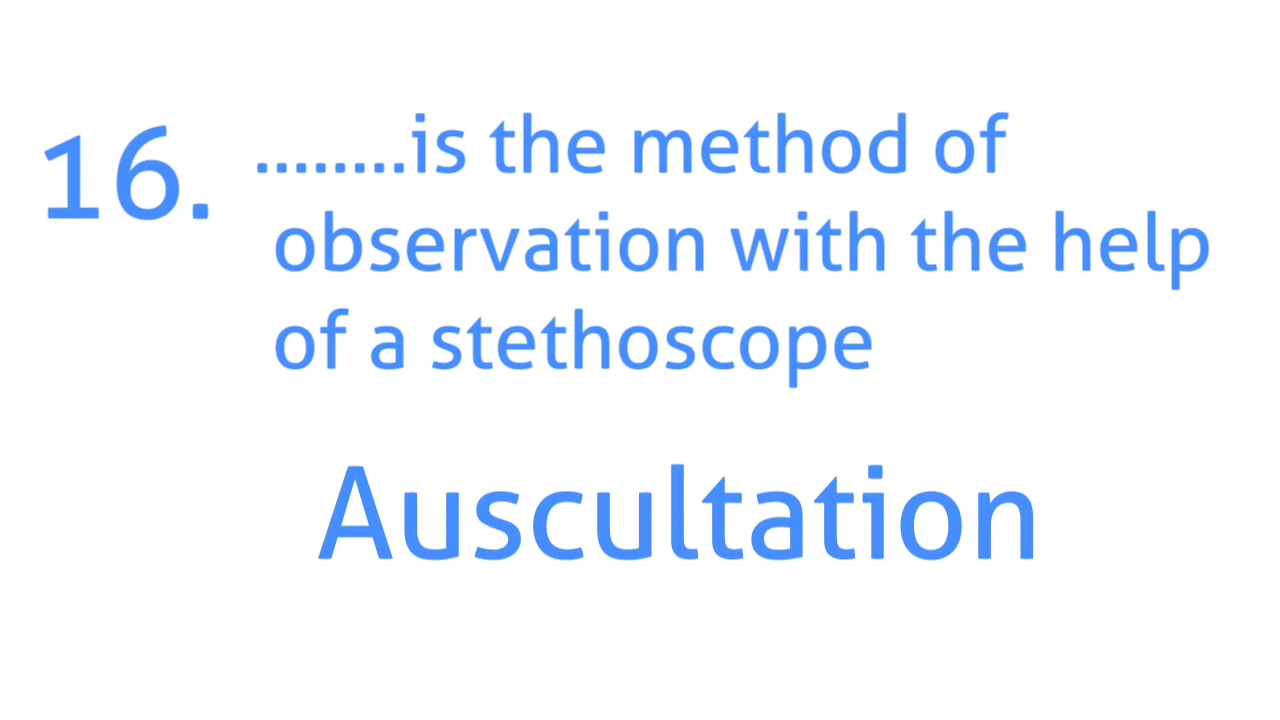 16. ........is the method of
observation with the help
of a stethoscope
Auscultation